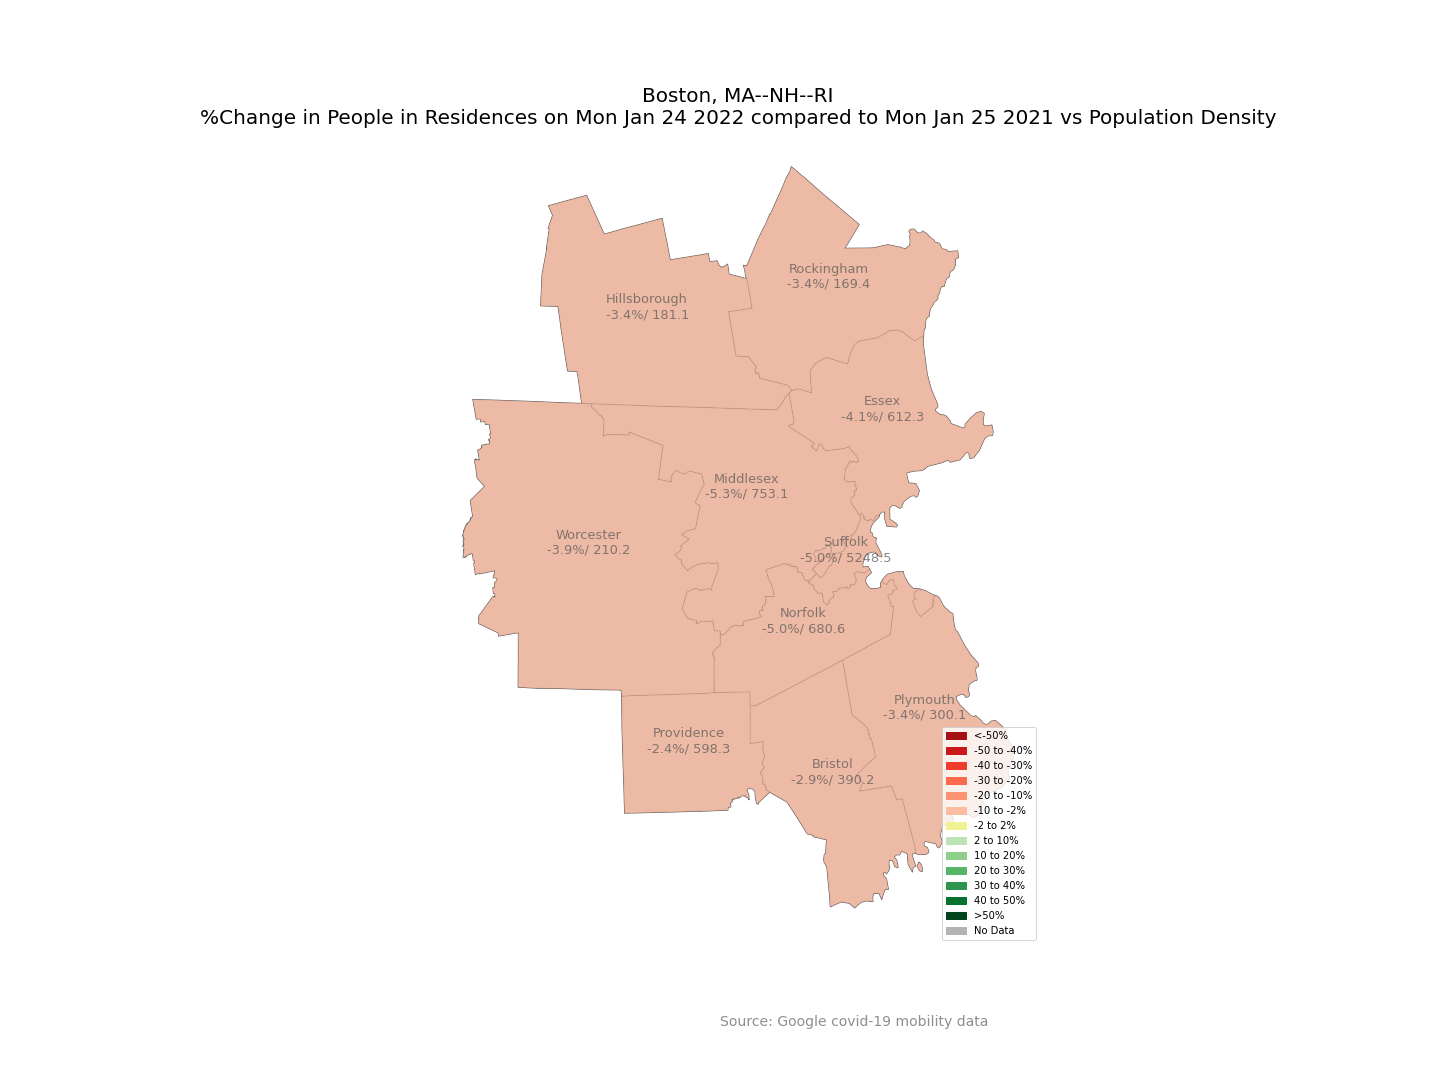 Boston, MA--NH--RI
%Change in People in Residences on Mon Jan 24 2022 compared to Mon Jan 25 2021 vs Population Density
Rockingham
-3.4%/ 169.4
Hillsborough
-3.4%/ 181.1
Essex
-4.1%/ 612.3
Middlesex
-5.3%/ 753.1
Worcester
-3.9%/ 210.2
Suffolk
-5.0%/ 5248.5
Norfolk
-5.0%/ 680.6
Plymouth
-3.4%/ 300.1
Providence
-2.4%/ 598.3
Bristol
-2.9%/ 390.2
<-50%
-50 to -40%
-40 to -30%
-30 to -20%
-20 to -10%
-10 to -2%
-2 to 2%
2 to 10%
10 to 20%
20 to 30%
30 to 40%
40 to 50%
>50%
No Data
Source: Google covid-19 mobility data